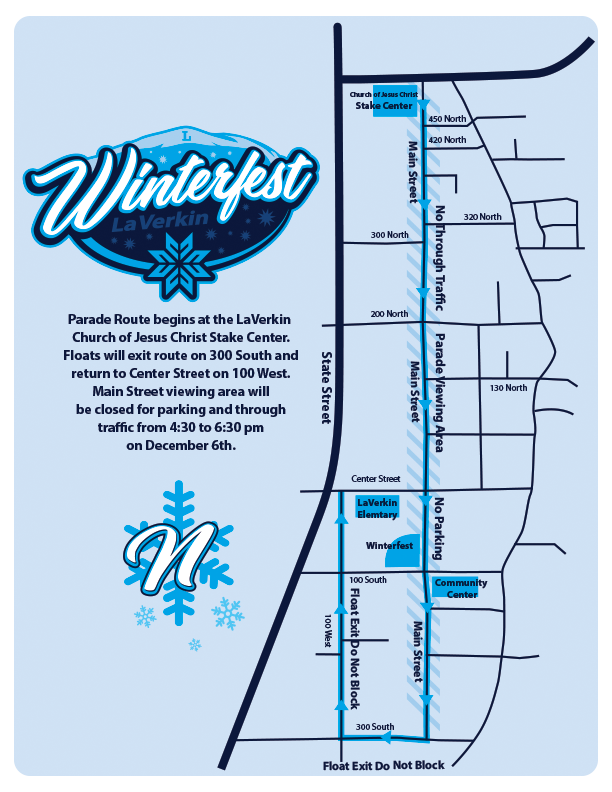 L
Winterfest
LaVerkin
Parade Route begins at the LaVerkin
Church of Jesus Christ Stake Center.
Floats will exit route on 300 South and
return to Center Street on 100 West.
Main Street viewing area will
be closed for parking and through
traffic from 4:30 to 6:30 pm
on December 6th.
N
Church of Jesus Christ
Stake Center
450 North
420 North
Main Street
No Through Traffic
320 North
300 North
200 North
State Street
Main Street
Parade Viewing Area
130 North
Center Street
LaVerkin
Elemtary
No Parking
Winterfest
100 South
Community
Center
100 West
Float Exit Do Not Block
Main Street
300 South
Float Exit Do Not Block